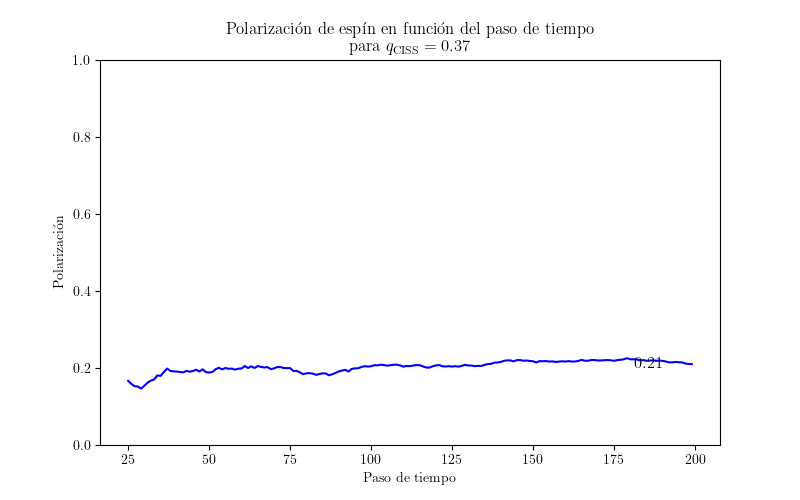 Polarización de espín en función del paso de tiempo
para q_CISS = 0.37
1.0
0.8
0.6
0.4
0.2
0.0
Polarización
0.21
25 50 75 100 125 150 175 200
Paso de tiempo